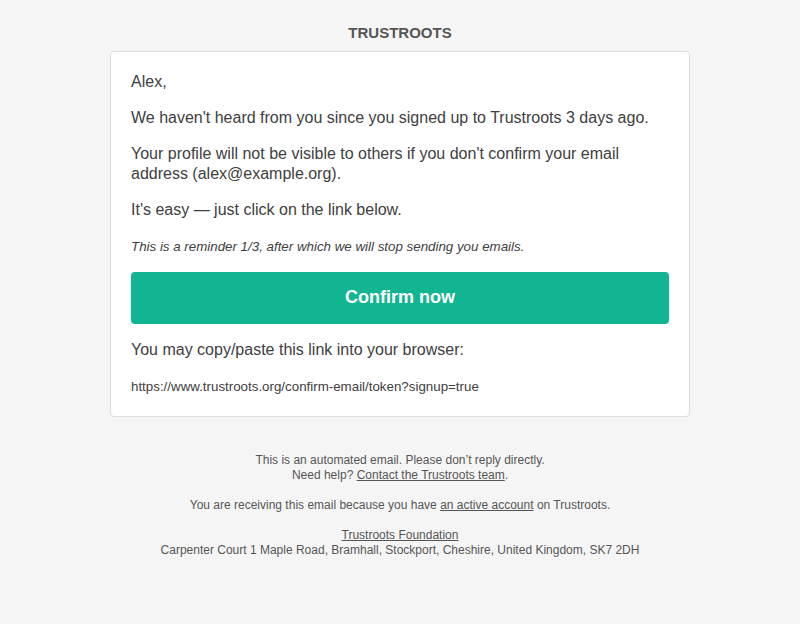 TRUSTROOTS
Alex,
We haven't heard from you since you signed up to Trustroots 3 days ago.
Your profile will not be visible to others if you don't confirm your email
address (alex@example.org).
It's easy — just click on the link below.
This is a reminder 1/3, after which we will stop sending you emails.
Confirm now
You may copy/paste this link into your browser:
https://www.trustroots.org/confirm-email/token?signup=true
This is an automated email. Please don’t reply directly.
Need help? Contact the Trustroots team.
You are receiving this email because you have an active account on Trustroots.
Trustroots Foundation
Carpenter Court 1 Maple Road, Bramhall, Stockport, Cheshire, United Kingdom, SK7 2DH